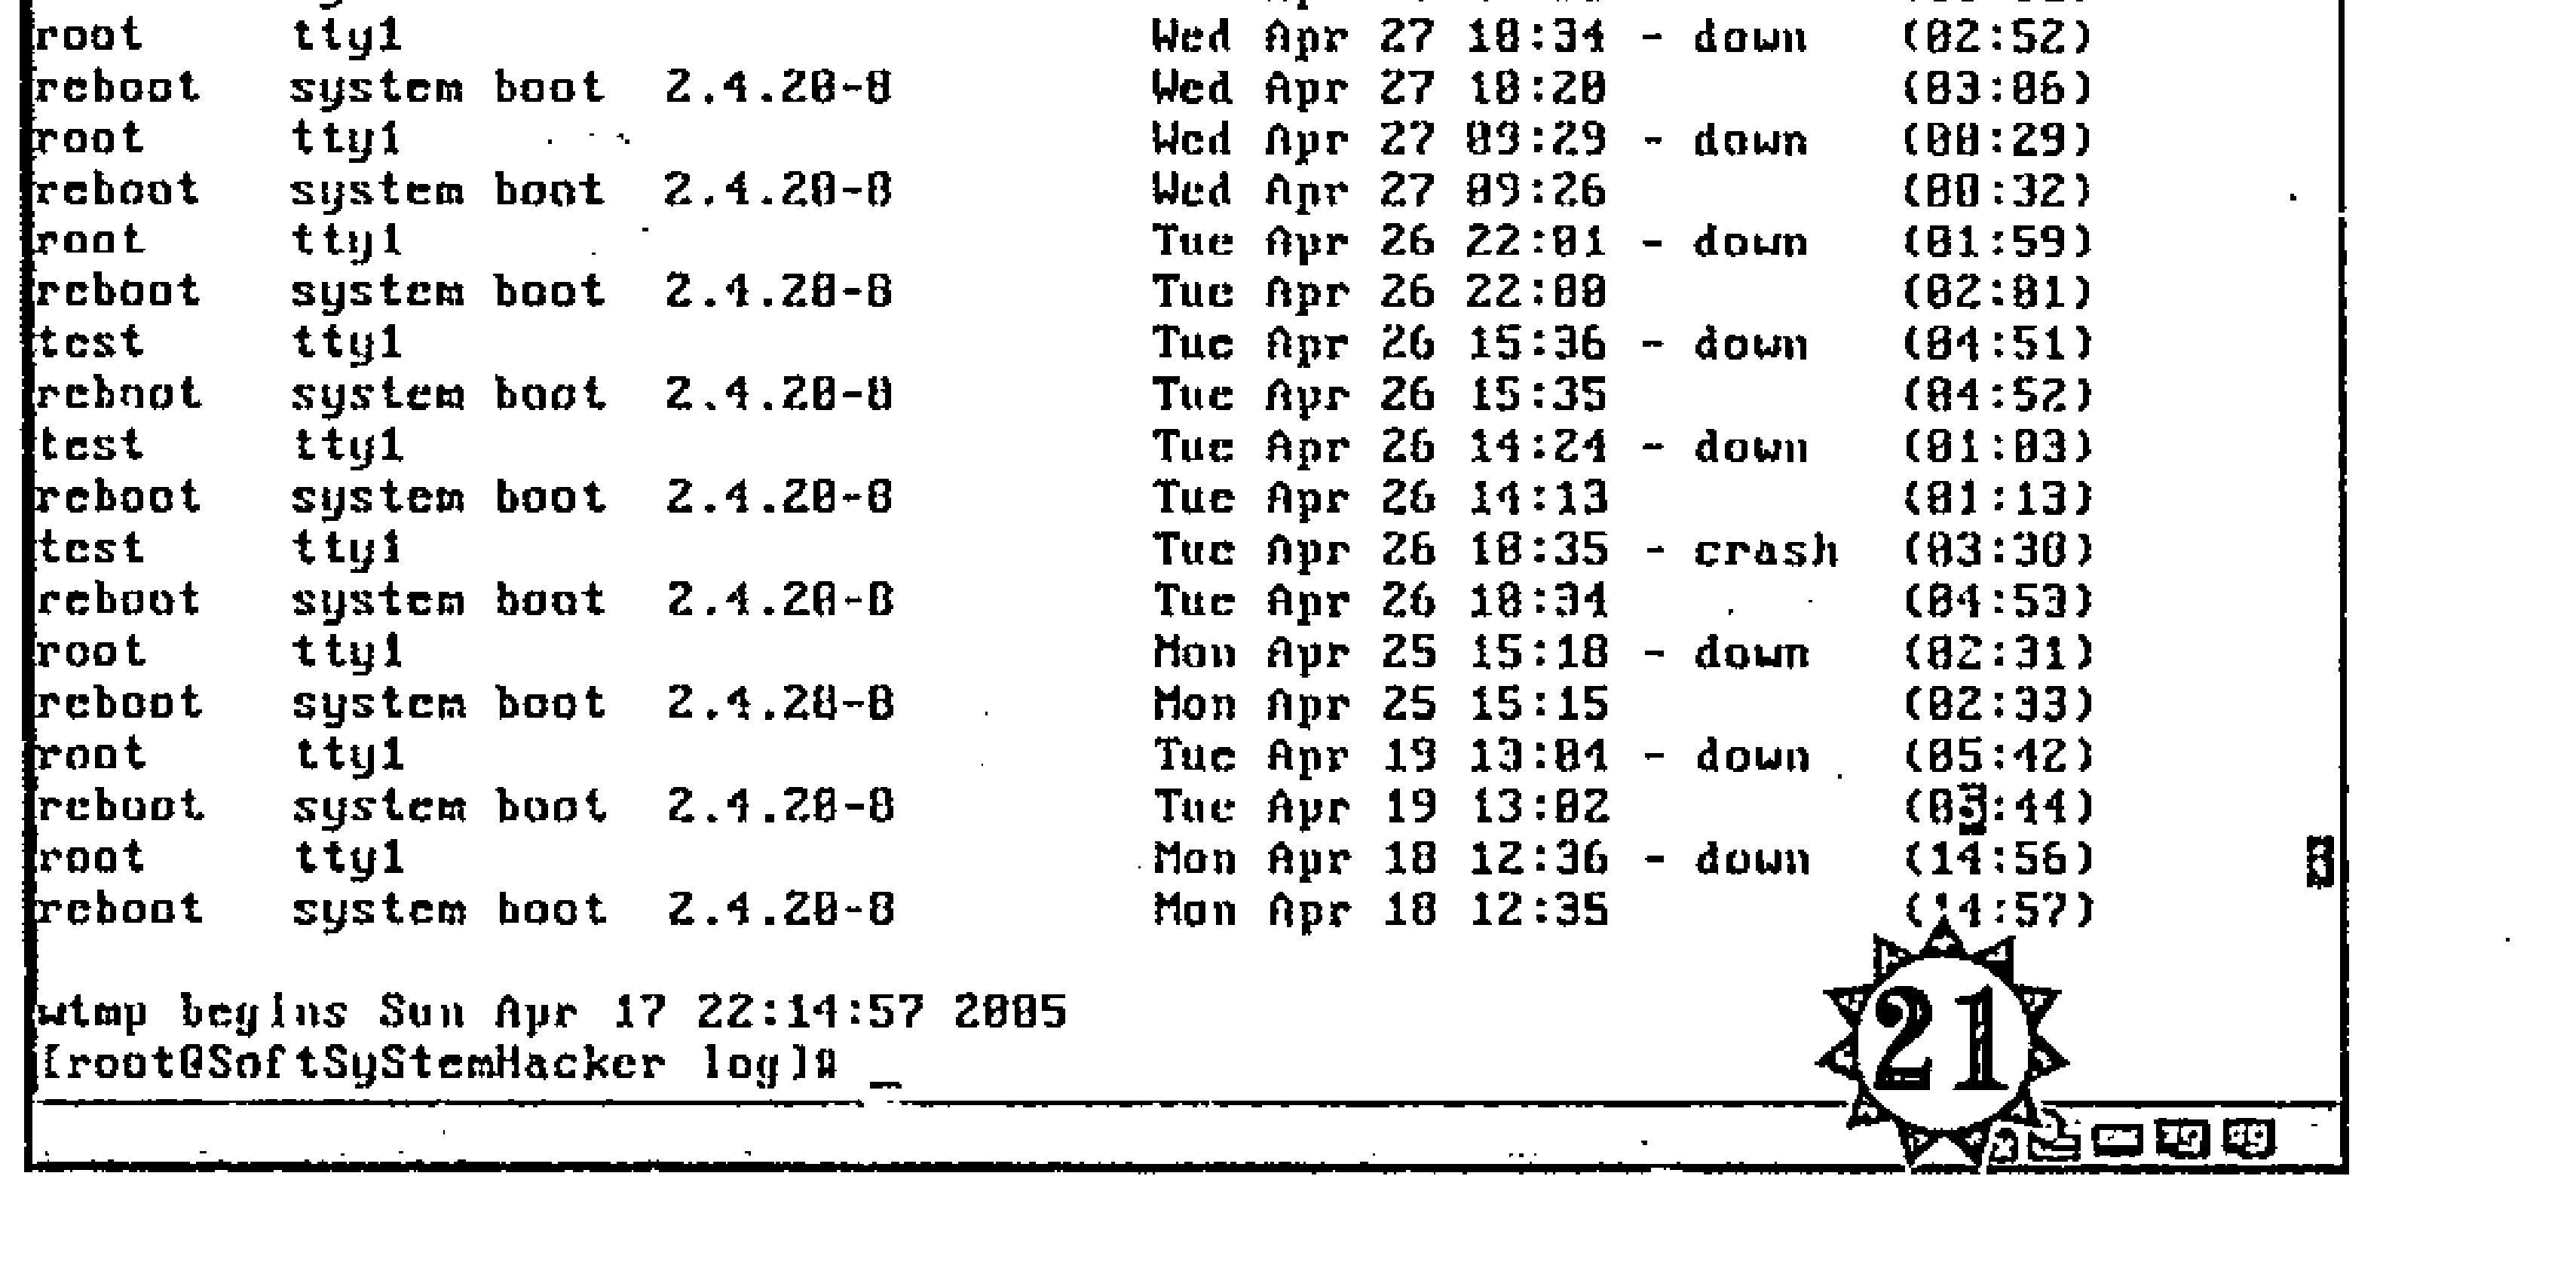 root tty1 Wed Apr 27 10:34 - down (02:52)
reboot system boot 2.4.20-8 Wed Apr 27 10:20 (03:06)
root tty1 Wed Apr 27 09:29 - down (00:29)
reboot system boot 2.4.20-8 Wed Apr 27 09:26 (00:32)
root tty1 Tue Apr 26 22:01 - down (01:59)
reboot system boot 2.4.20-8 Tue Apr 26 22:00 (02:01)
test tty1 Tue Apr 26 15:36 - down (04:51)
reboot system boot 2.4.20-8 Tue Apr 26 15:35 (04:52)
test tty1 Tue Apr 26 14:24 - down (01:03)
reboot system boot 2.4.20-8 Tue Apr 26 14:13 (01:13)
test tty1 Tue Apr 26 10:35 - crash (03:38)
reboot system boot 2.4.20-8 Tue Apr 26 10:34 (04:53)
root tty1 Mon Apr 25 15:18 - down (02:31)
reboot system boot 2.4.20-8 Mon Apr 25 15:15 (02:33)
root tty1 Tue Apr 19 13:04 - down (05:42)
reboot system boot 2.4.20-8 Tue Apr 19 13:02 (05:44)
root tty1 Mon Apr 18 12:36 - down (14:56)
reboot system boot 2.4.20-8 Mon Apr 18 12:35 (14:57)
wtmp begins Sun Apr 17 22:14:57 2005
[root@SoftSyStemHacker log]# _
21